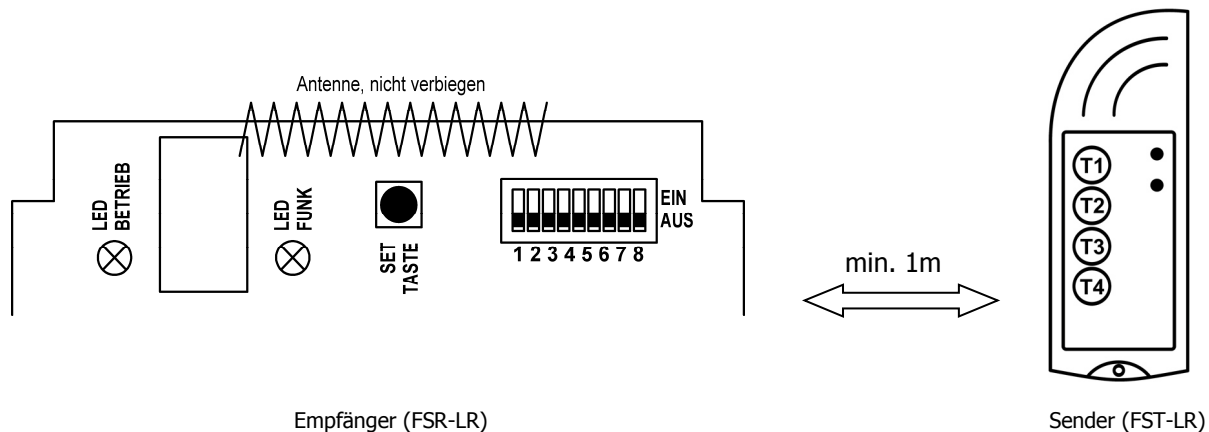 Antenne, nicht verbiegen
LED
BETRIEB
LED
FUNK
SET
TASTE
EIN
AUS
1 2 3 4 5 6 7 8
min. 1m
T1
T2
T3
T4
Empfänger (FSR-LR)
Sender (FST-LR)